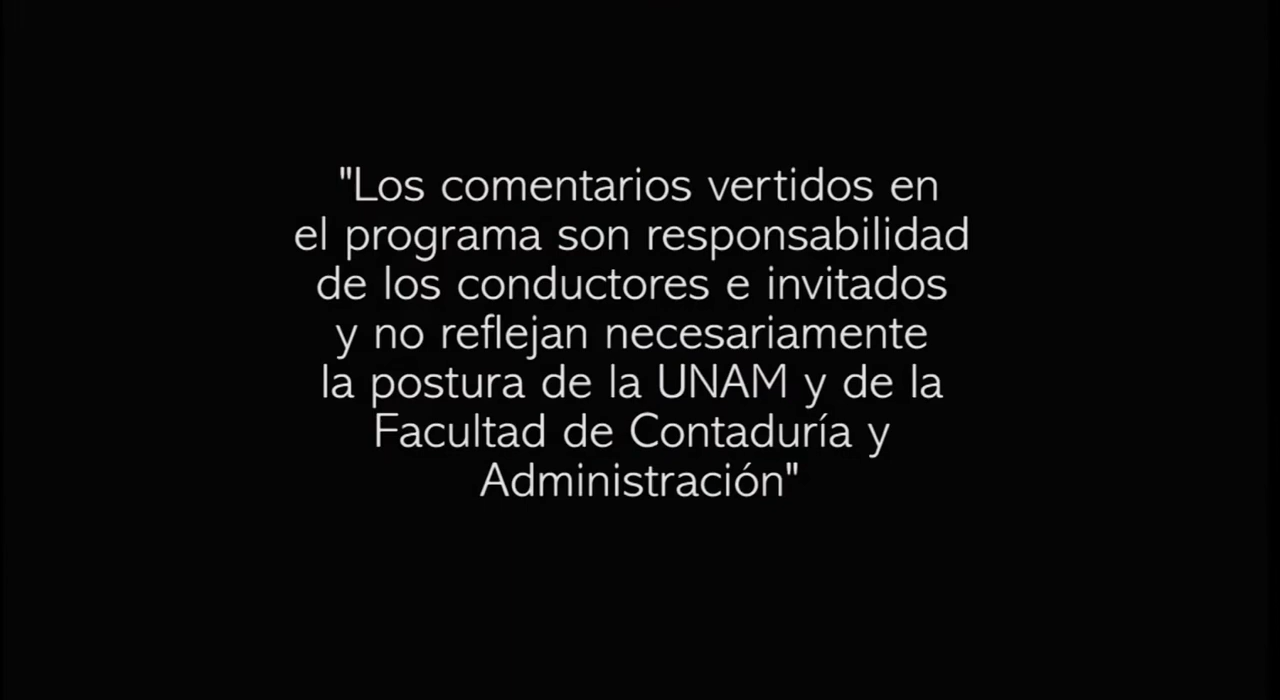 "Los comentarios vertidos en
el programa son responsabilidad
de los conductores e invitados
y no reflejan necesariamente
la postura de la UNAM y de la
Facultad de Contaduría y
Administración"